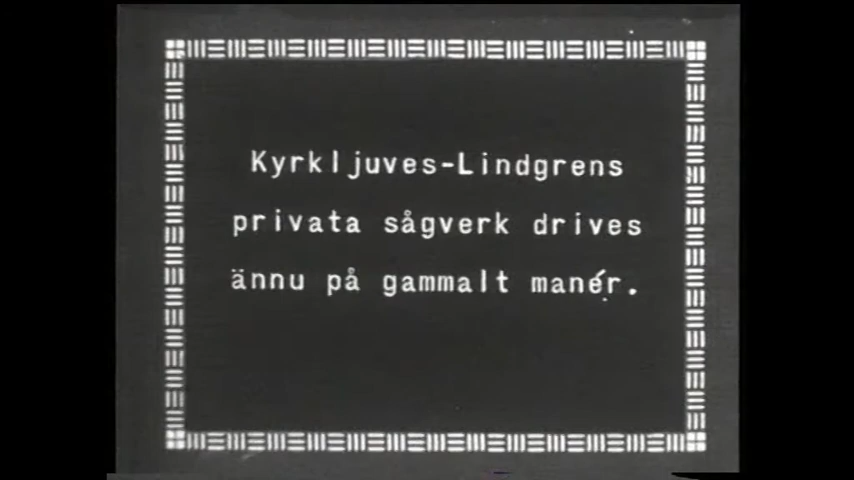 Kyrkljuves-Lindgrens
privata sågverk drives
ännu på gammalt manér.